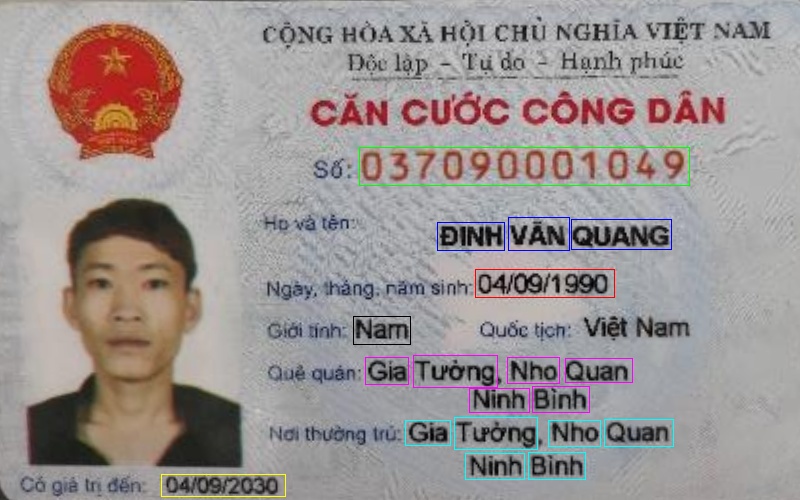 CỘNG HÒA XÃ HỘI CHỦ NGHĨA VIỆT NAM
Độc lập - Tự do - Hạnh phúc
CĂN CƯỚC CÔNG DÂN
Số: 037090001049
Họ và tên: ĐINH VĂN QUANG
Ngày, tháng, năm sinh: 04/09/1990
Giới tính: Nam Quốc tịch: Việt Nam
Quê quán: Gia Tường, Nho Quan
Ninh Bình
Nơi thường trú: Gia Tường, Nho Quan
Ninh Bình
Có giá trị đến: 04/09/2030